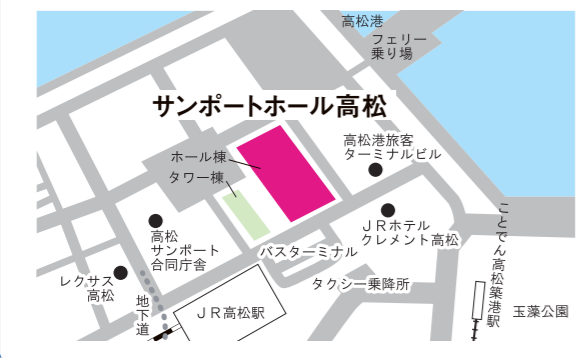 高松港
フェリー
乗り場
サンポートホール高松
高松港旅客
ターミナルビル
ホール棟
タワー棟
JRホテル
クレメント高松
高松
サンポート
合同庁舎
バスターミナル
レクサス
高松
地下道
タクシー乗降所
JR高松駅
ことでん高松築港駅
玉藻公園